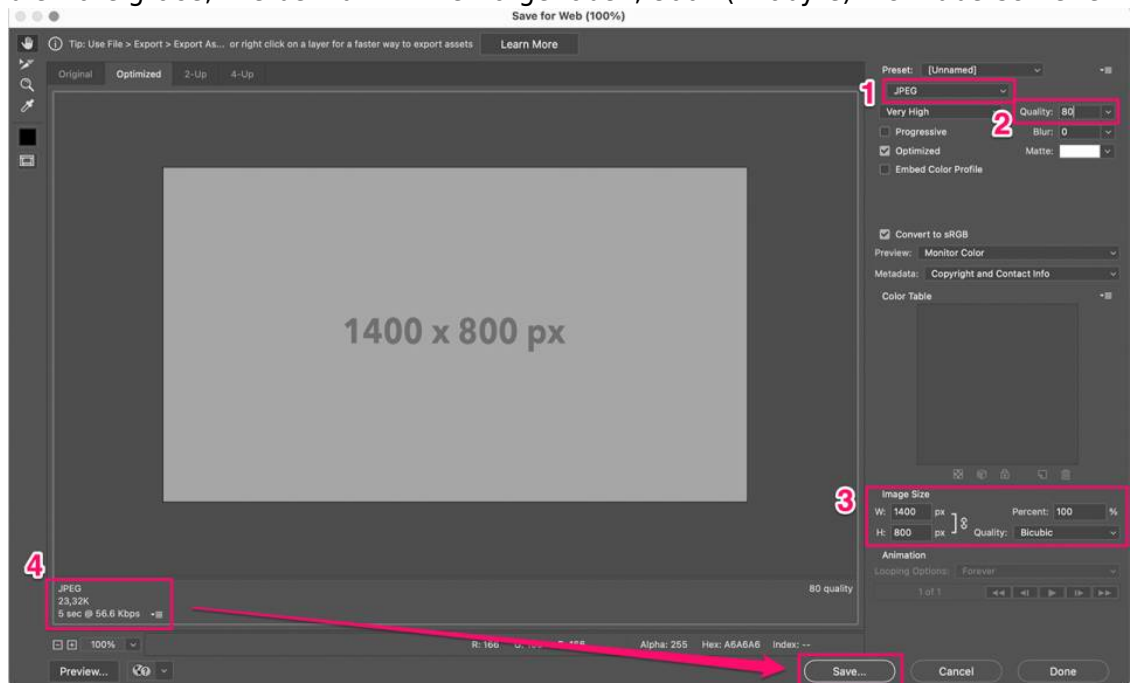 Save for Web (100%)
Tip: Use File > Export > Export As... or right click on a layer for a faster way to export assets
Learn More
Original Optimized 2-Up 4-Up
Preset: [Unnamed]
1
JPEG
Very High
2
Quality: 80
Progressive
Blur: 0
Optimized
Matte:
Embed Color Profile
Convert to sRGB
Preview: Monitor Color
Metadata: Copyright and Contact Info
Color Table
1400 x 800 px
3
Image Size
W: 1400 px Percent: 100 %
H: 800 px Quality: Bicubic
Animation
Looping Options: Forever
1 of 1
4
JPEG
23,32K
5 sec @ 56.6 Kbps
80 quality
100%
R: 166
Alpha: 255 Hex: A6A6A6 Index: --
Preview...
Save... Cancel Done